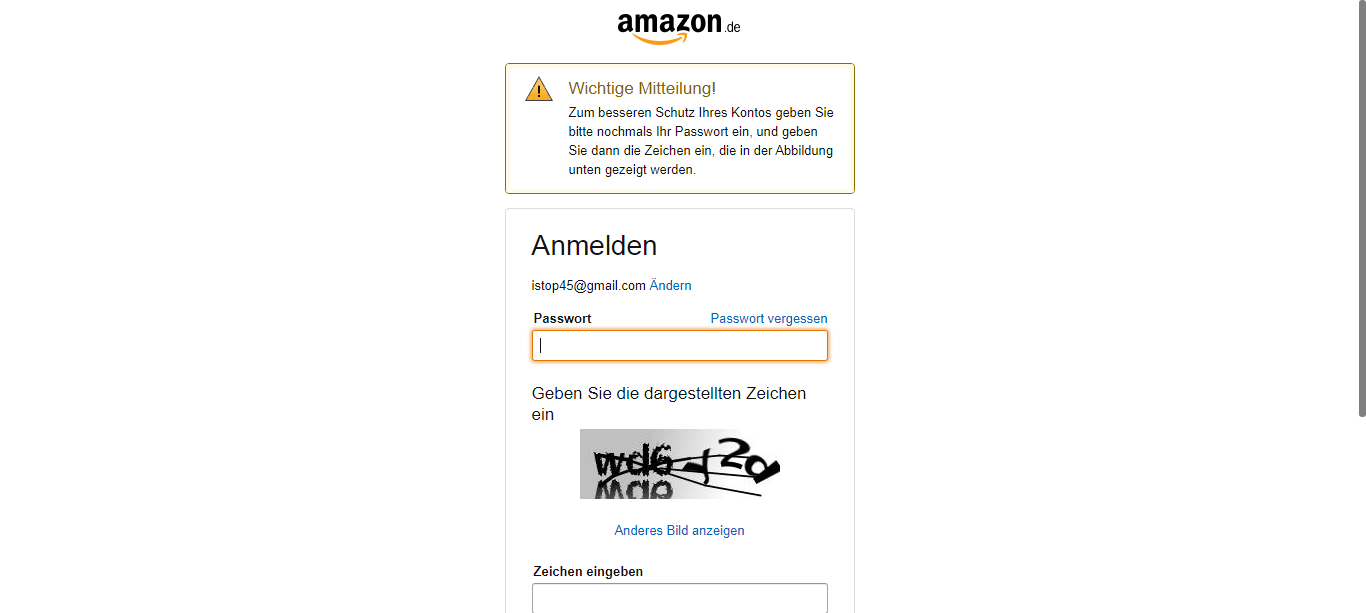 amazon.de
Wichtige Mitteilung!
Zum besseren Schutz Ihres Kontos geben Sie
bitte nochmals Ihr Passwort ein, und geben
Sie dann die Zeichen ein, die in der Abbildung
unten gezeigt werden.
Anmelden
istop45@gmail.com Ändern
Passwort Passwort vergessen
Geben Sie die dargestellten Zeichen
ein
Anderes Bild anzeigen
Zeichen eingeben